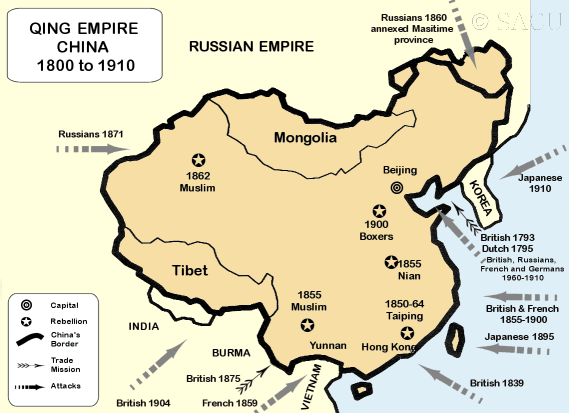 QING EMPIRE
CHINA
1800 to 1910
RUSSIAN EMPIRE
Russians 1860
annexed Masitime
province
© SACU
Russians 1871
Mongolia
1862
Muslim
Beijing
KOREA
Japanese
1910
1900
Boxers
British 1793
Dutch 1795
British, Russians,
French and Germans
1960-1910
Tibet
1855
Nian
1855
Muslim
1850-64
Taiping
British & French
1855-1900
Capital
Rebellion
China's
Border
Trade
Mission
Attacks
INDIA
BURMA
Yunnan
Hong Kong
Japanese 1895
VIETNAM
British 1875
French 1859
British 1904
British 1839